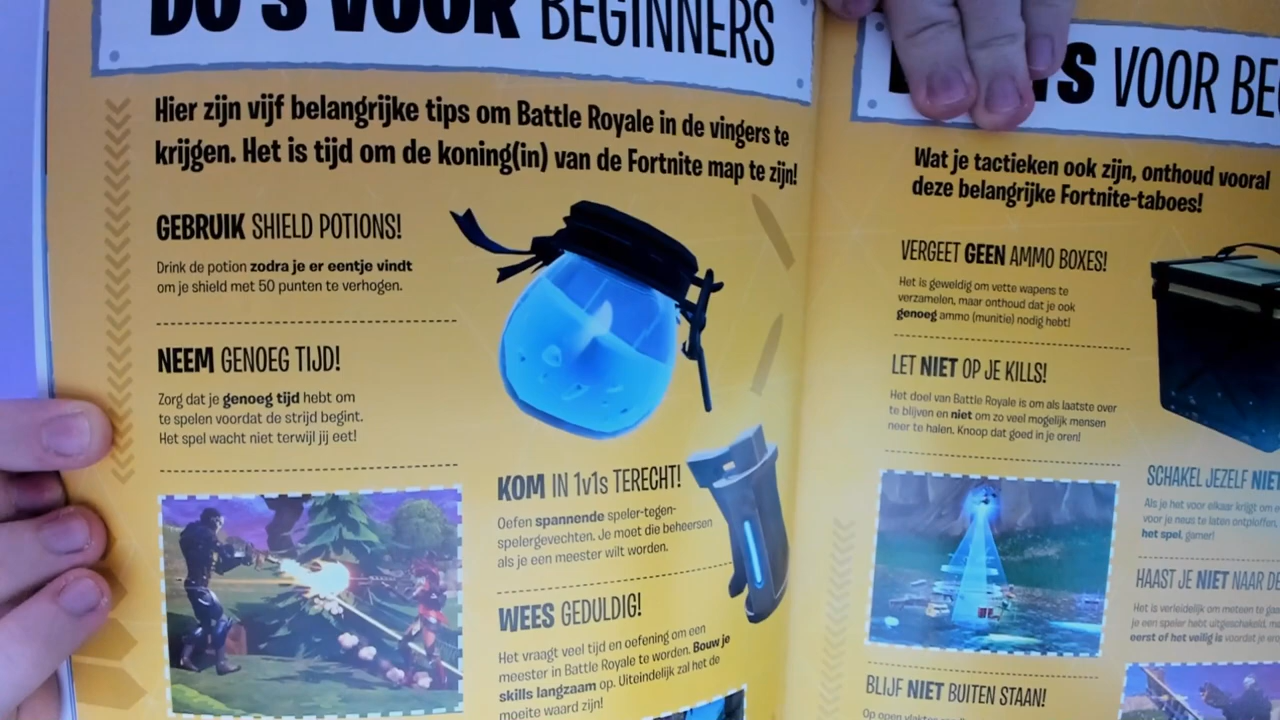 DO'S VOOR BEGINNERS
Hier zijn vijf belangrijke tips om Battle Royale in de vingers te
krijgen. Het is tijd om de koning(in) van de Fortnite map te zijn!
GEBRUIK SHIELD POTIONS!
Drink de potion zodra je er eentje vindt
om je shield met 50 punten te verhogen.
NEEM GENOEG TIJD!
Zorg dat je genoeg tijd hebt om
te spelen voordat de strijd begint.
Het spel wacht niet terwijl jij eet!
KOM IN 1v1s TERECHT!
Oefen spannende speler-tegen-
spelergevechten. Je moet die beheersen
als je een meester wilt worden.
WEES GEDULDIG!
Het vraagt veel tijd en oefening om een
meester in Battle Royale te worden. Bouw je
skills langzaam op. Uiteindelijk zal het de
moeite waard zijn!
VOOR BE
Wat je tactieken ook zijn, onthoud vooral
deze belangrijke Fortnite-taboes!
VERGEET GEEN AMMO BOXES!
Het is geweldig om vette wapens te
verzamelen, maar onthoud dat je ook
genoeg ammo (munitie) nodig hebt!
LET NIET OP JE KILLS!
Het doel van Battle Royale is om als laatste over
te blijven en niet om zo veel mogelijk mensen
neer te halen. Knoop dat goed in je oren!
SCHAKEL JEZELF NIET
Als je het voor elkaar krijgt om
voor je neus te laten ontploffen
het spel, gamer!
HAAST JE NIET NAAR DE
Het is verleidelijk om meteen te
je een speler hebt uitgeschakeld,
eerst of het veilig is voordat je
BLIJF NIET BUITEN STAAN!
Op open vlaktes